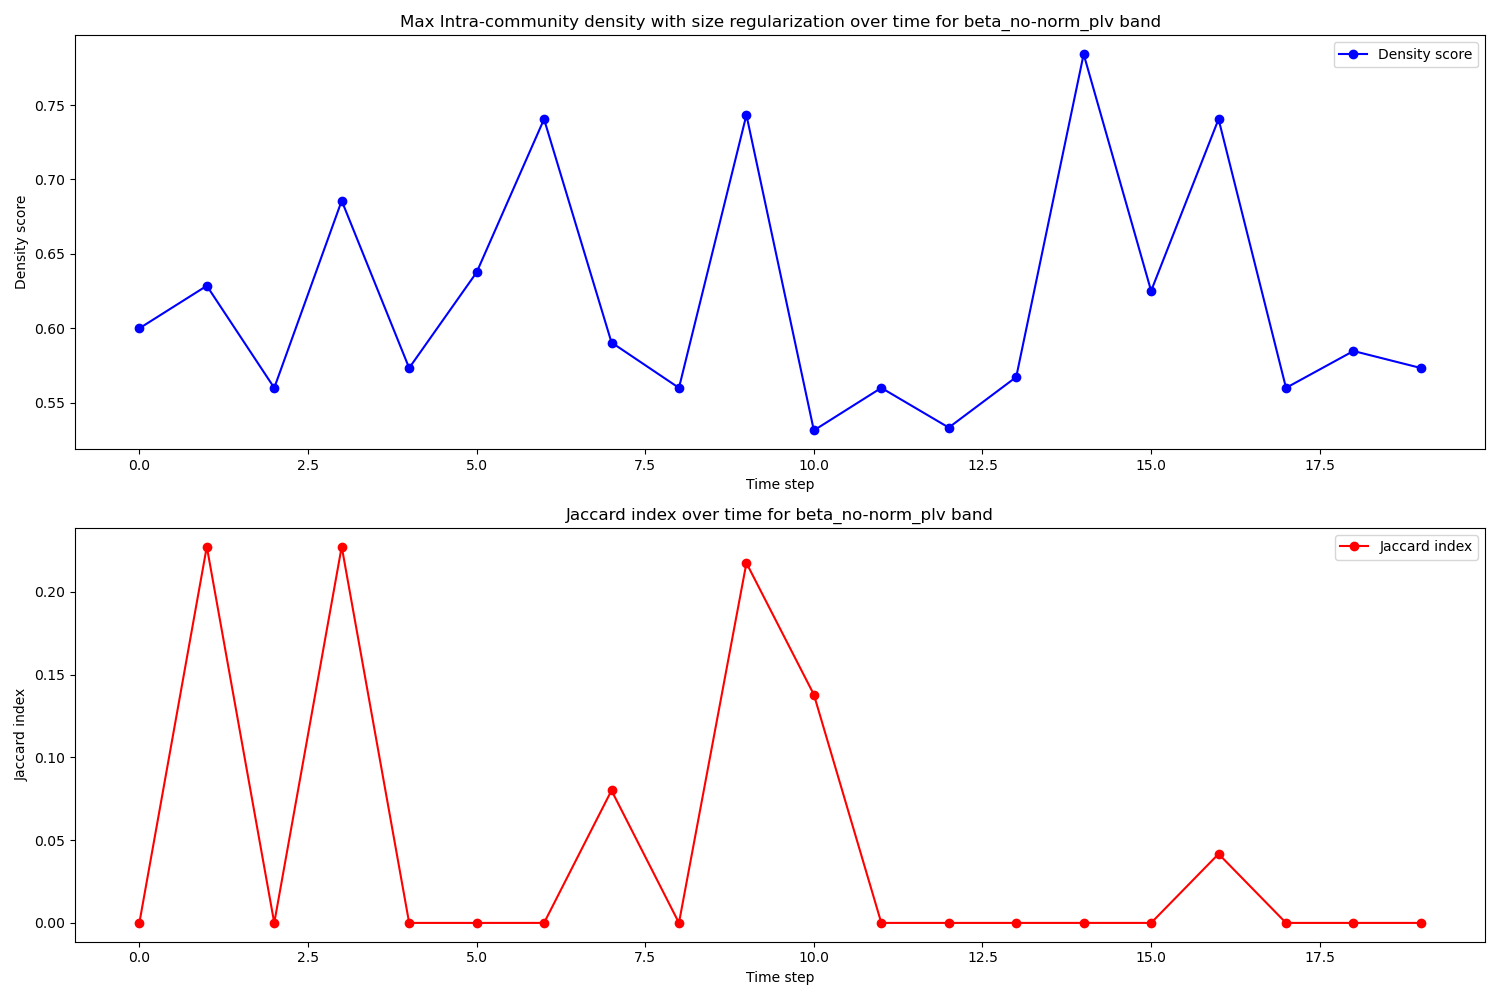 Max Intra-community density with size regularization over time for beta_no-norm_plv band
Density score
Density score
0.75
0.70
0.65
0.60
0.55
0.0 2.5 5.0 7.5 10.0 12.5 15.0 17.5
Time step
Jaccard index over time for beta_no-norm_plv band
Jaccard index
Jaccard index
0.20
0.15
0.10
0.05
0.00
0.0 2.5 5.0 7.5 10.0 12.5 15.0 17.5
Time step